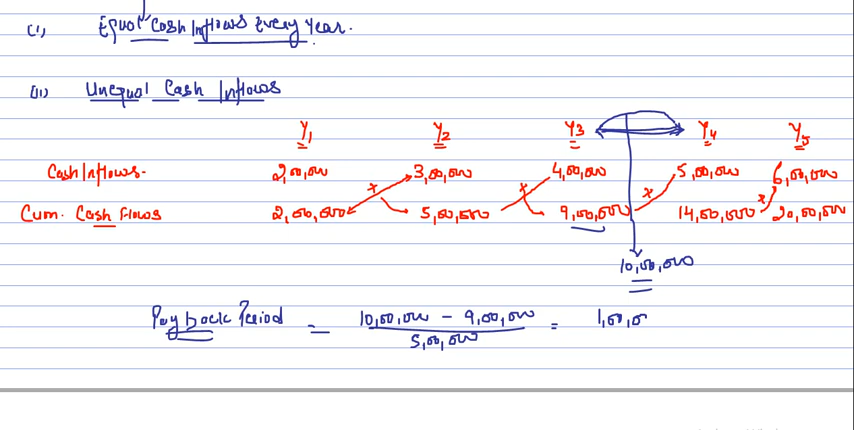 (i) Equal Cash Inflows Every Year.
(ii) Unequal Cash Inflows
Y1 Y2 Y3 Y4 Y5
Cash Inflows. 2,00,000 3,00,000 4,00,000 5,00,000 6,00,000
Cum. Cash Flows 2,00,000 5,00,000 9,00,000 14,00,000 20,00,000
10,00,000
Payback Period = 10,00,000 - 9,00,000 = 1,00,0
5,00,000